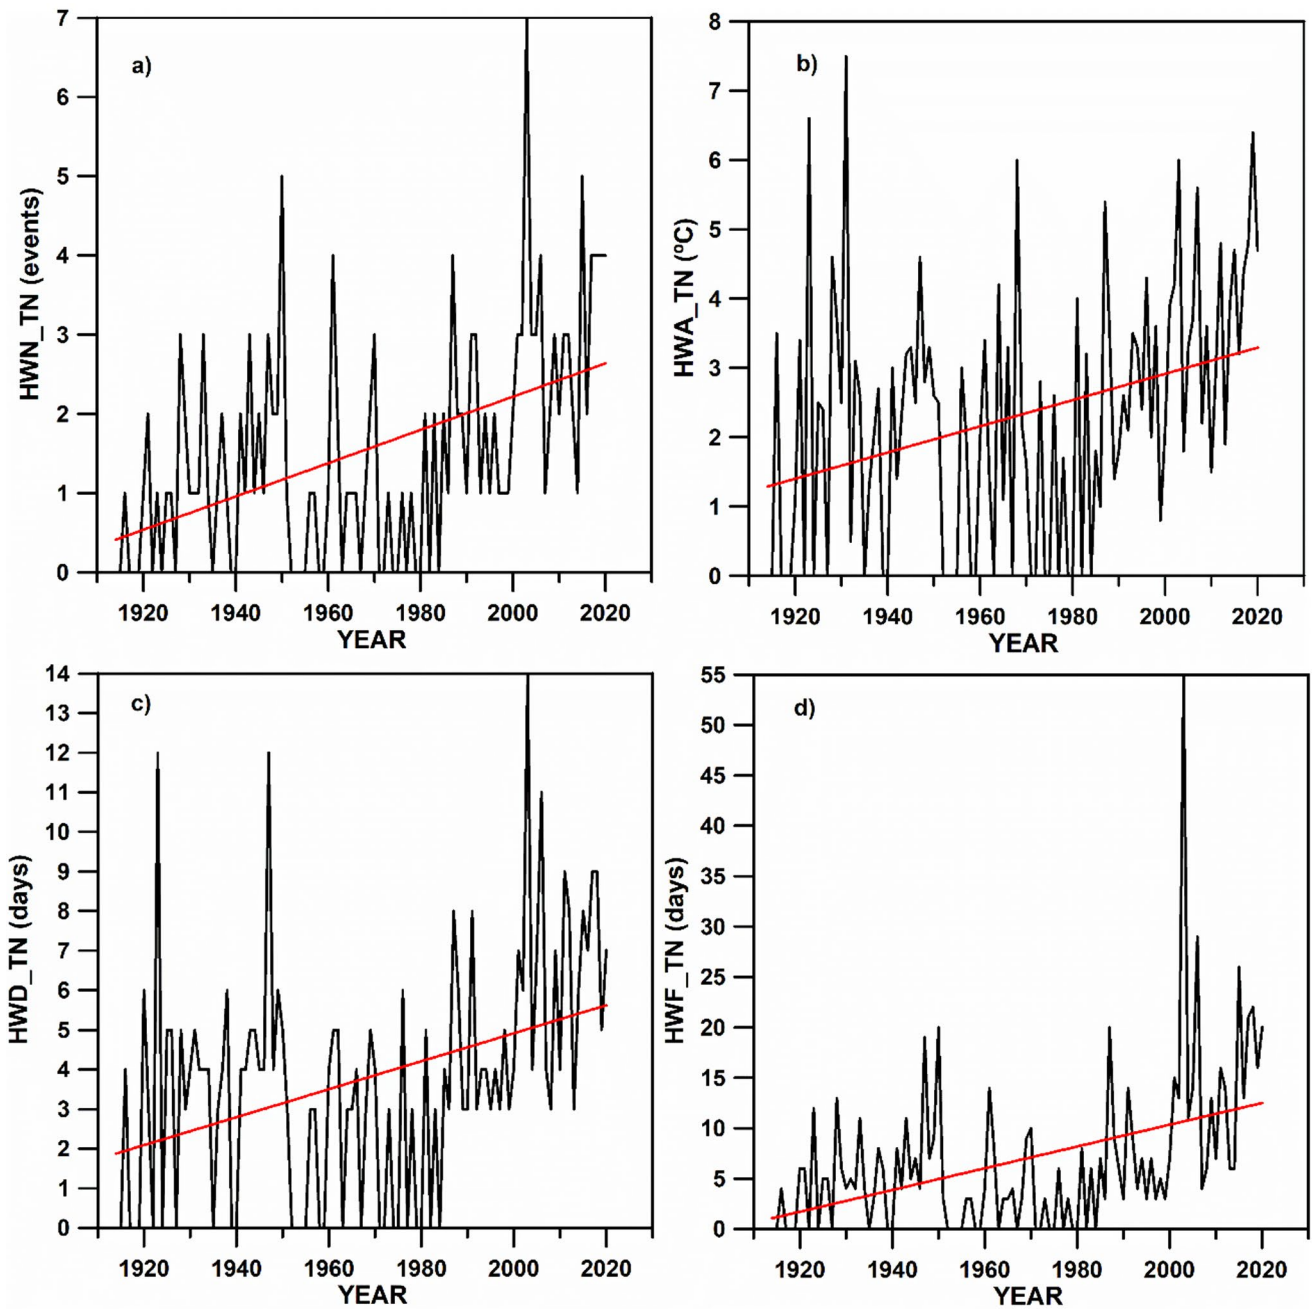 a)
HWN_TN (events)
7
6
5
4
3
2
1
0
1920 1940 1960 1980 2000 2020
YEAR
b)
HWA_TN (ºC)
8
7
6
5
4
3
2
1
0
1920 1940 1960 1980 2000 2020
YEAR
c)
HWD_TN (days)
14
13
12
11
10
9
8
7
6
5
4
3
2
1
0
1920 1940 1960 1980 2000 2020
YEAR
d)
HWF_TN (days)
55
50
45
40
35
30
25
20
15
10
5
0
1920 1940 1960 1980 2000 2020
YEAR